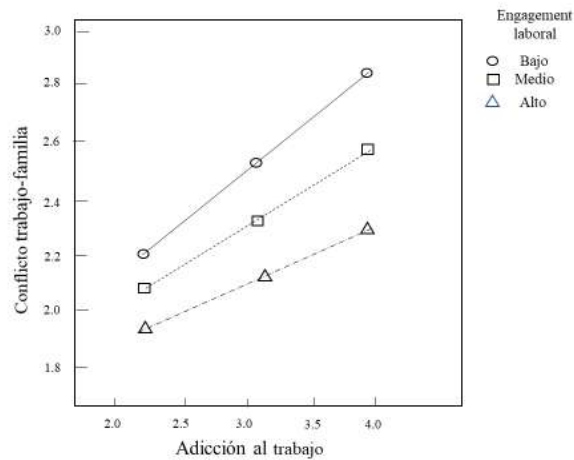 Engagement
laboral
Bajo
Medio
Alto
Conflicto trabajo-familia
3.0
2.8
2.6
2.4
2.2
2.0
1.8
2.0 2.5 3.0 3.5 4.0
Adicción al trabajo